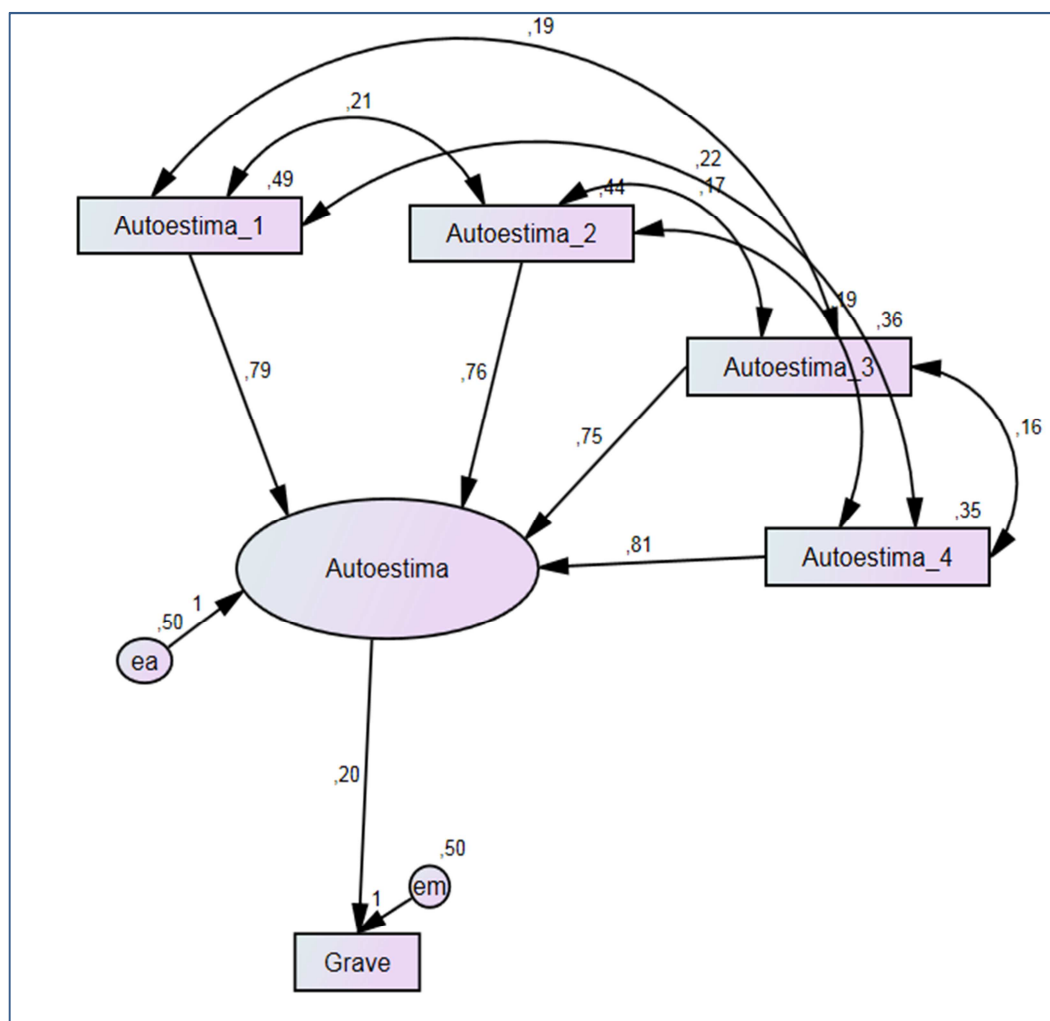 ,19
,21
,49
,22
Autoestima_1
,44
,17
Autoestima_2
,19
,36
Autoestima_3
,79
,76
,75
,16
,35
,81
Autoestima_4
Autoestima
,50
1
ea
,20
,50
em
1
Grave